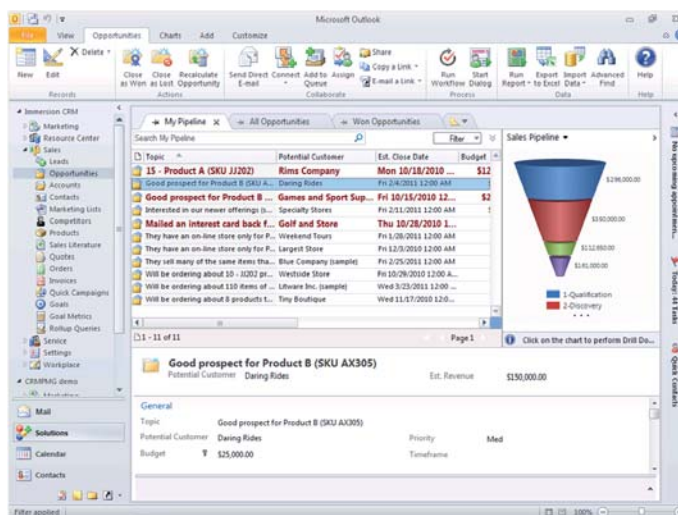 Microsoft Outlook
File View Opportunities Charts Add Customize
New Edit Delete
Close as Won Close as Lost Recalculate Opportunity
Send Direct E-mail Connect Add to Queue Assign
Share
Copy a Link
E-mail a Link
Run Workflow Start Dialog
Run Report Export to Excel Import Data Advanced Find
Help
Records Actions Collaborate Process Data Help
Immersion CRM
Marketing
Resource Center
Sales
Leads
Opportunities
Accounts
Contacts
Marketing Lists
Competitors
Products
Sales Literature
Quotes
Orders
Invoices
Quick Campaigns
Goals
Goal Metrics
Rollup Queries
Service
Settings
Workplace
CRMPMG demo
Mail
Solutions
Calendar
Contacts
My Pipeline X All Opportunities Won Opportunities
Search My Pipeline Filter
Topic Potential Customer Est. Close Date Budget
15 - Product A (SKU JJ202) Rims Company Mon 10/18/2010 ... $12
Good prospect for Product B (SKU A... Daring Rides Fri 2/4/2011 12:00 AM
Good prospect for Product B ... Games and Sport Sup... Fri 10/15/2010 12... $2
Interested in our newer offerings (s... Specialty Stores Fri 2/11/2011 12:00 AM
Mailed an interest card back f... Golf and Store Thu 10/28/2010 1...
They have an on-line store only for P... Weekend Tours Fri 1/28/2011 12:00 AM
They have an on-line store only for P... Largest Store Fri 12/3/2010 12:00 AM
They sell many of the same items tha... Blue Company (sample) Fri 2/25/2011 12:00 AM
Will be ordering about 10 - JJ202 pr... Westside Store Fri 10/29/2010 12:00 A...
Will be ordering about 110 items of ... Litware Inc. (sample) Wed 3/23/2011 12:00 ...
Will be ordering about 8 products t... Tiny Boutique Wed 11/17/2010 12:0...
1 - 11 of 11 Page 1
Sales Pipeline
$112,650.00
1-Qualification
2-Discovery
Click on the chart to perform Drill Do...
No upcoming appointmen...
Today: 44 Tasks
Quick Contacts
Good prospect for Product B (SKU AX305)
Potential Customer Daring Rides Est. Revenue $150,000.00
General
Topic Good prospect for Product B (SKU AX305)
Potential Customer Daring Rides Priority Med
Budget $25,000.00 Timeframe
Filter applied 100%